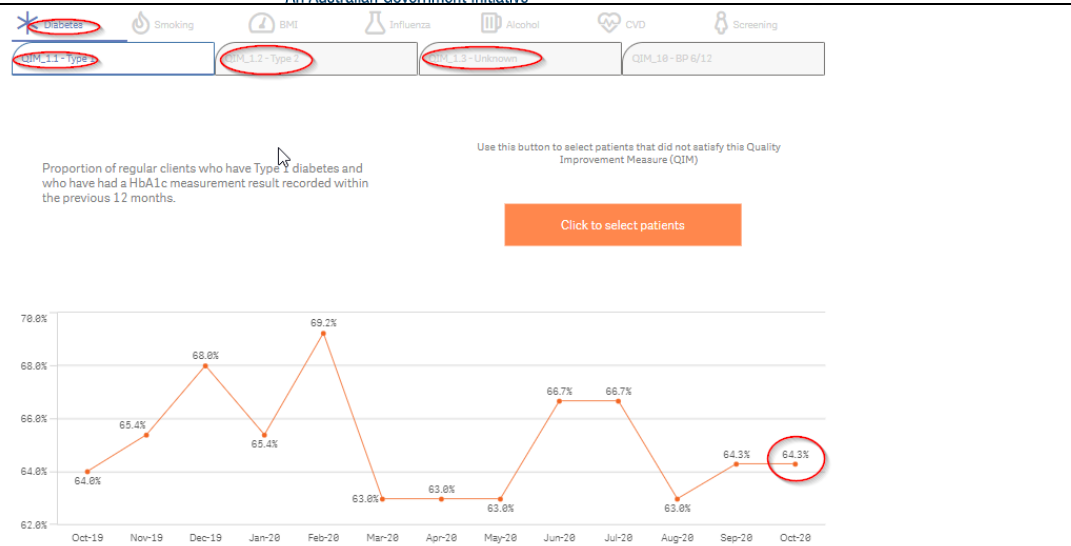 An Australian Government Initiative
Diabetes Smoking BMI Influenza Alcohol CVD Screening
QIM_1.1 - Type 1 QIM_1.2 - Type 2 QIM_1.3 - Unknown QIM_10 - BP 6/12
Use this button to select patients that did not satisfy this Quality
Improvement Measure (QIM)
Proportion of regular clients who have Type 1 diabetes and
who have had a HbA1c measurement result recorded within
the previous 12 months.
Click to select patients
70.0%
69.2%
68.0%
68.0%
66.7% 66.7%
66.0%
65.4%
65.4%
64.3% 64.3%
64.0%
64.0%
63.0% 63.0% 63.0% 63.0%
62.0%
Oct-19 Nov-19 Dec-19 Jan-20 Feb-20 Mar-20 Apr-20 May-20 Jun-20 Jul-20 Aug-20 Sep-20 Oct-20